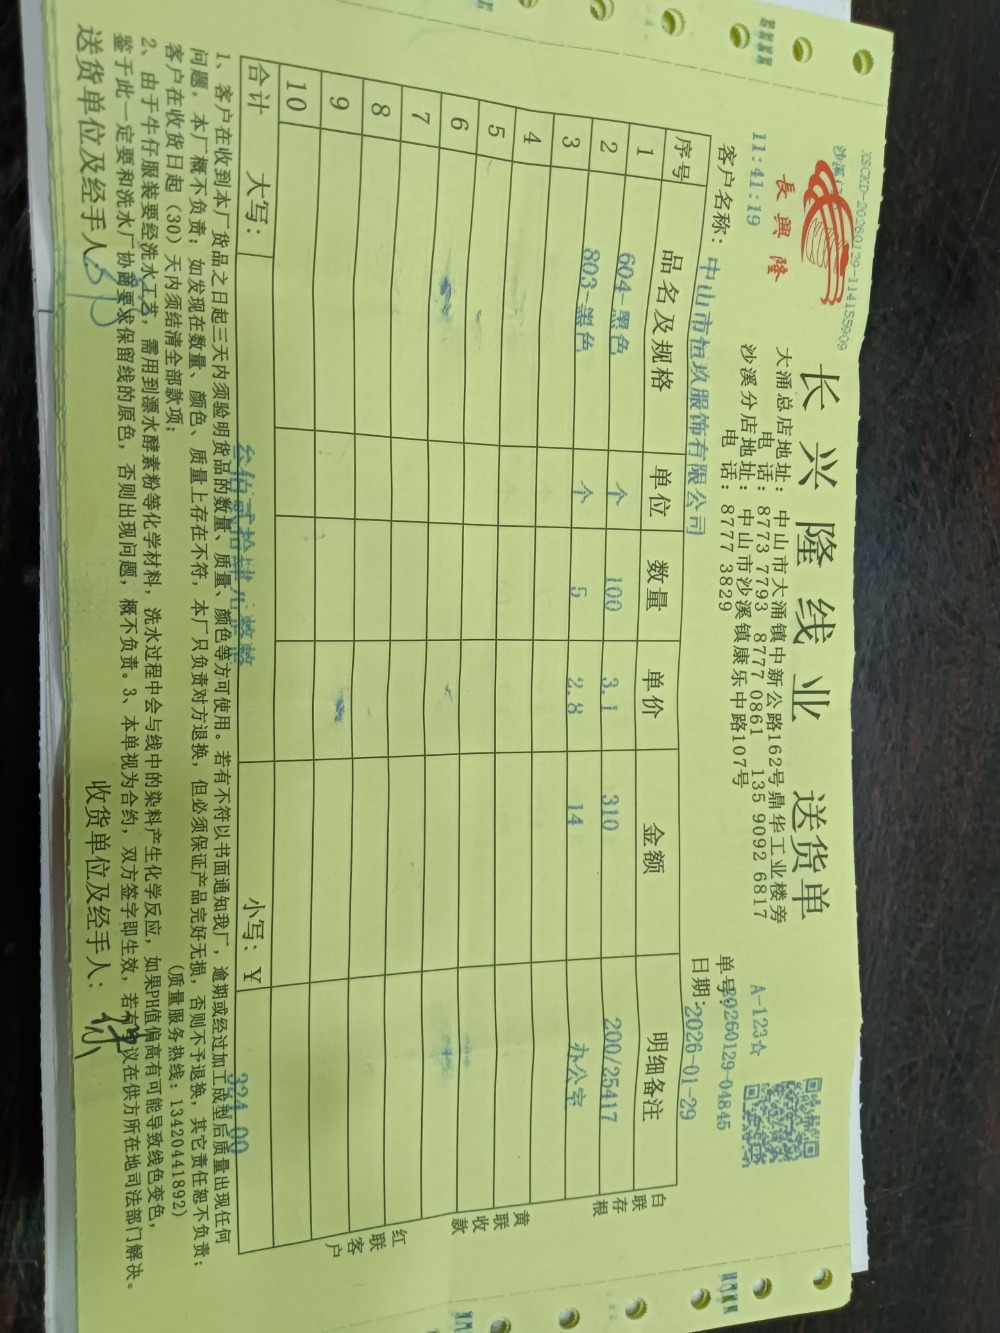 XSCKD-20260129-114155909
長興隆
11:41:19
长兴隆线业 送货单
大涌总店地址：中山市大涌镇中新公路162号鼎华工业楼旁
电 话：8773 7793 8777 0861 135 9092 6817
沙溪分店地址：中山市沙溪镇康乐中路107号
电 话：8777 3829
A-123☆
单号：20260129-04845
客户名称：中山市恒玖服饰有限公司
日期：2026-01-29
序号 品名及规格 单位 数量 单价 金额 明细备注
1 604-黑色 个 100 3.1 310 200/25417
2 803-黑色 个 5 2.8 14 办公室
3
4
5
6
7
8
9
10
合计 大写：叁佰贰拾肆元整 小写：￥ 324.00
白联存根
黄联收款
红联客户
1、客户在收到本厂货品之日起三天内须验明货品的数量、质量、颜色等方可使用。若有不符以书面通知我厂，逾期或经过加工成型后质量出现任何
问题，本厂概不负责；如发现在数量、颜色、质量上存在不符，本厂只负责对方退换，但必须保证产品完好无损，否则不予退换，其它责任恕不负责；
客户在收货日起（30）天内须结清全部款项； （质量服务热线：13420441892）
2、由于牛仔服装要经洗水工艺，需用到漂水酵素粉等化学材料，洗水过程中会与线中的染料产生化学反应，如果PH值偏高有可能导致线色变色，
鉴于此一定要和洗水厂协商要求保留线的原色，否则出现问题，概不负责。3、本单视为合约，双方签字即生效，若有争议在供方所在地司法部门解决。
送货单位及经手人：
收货单位及经手人：